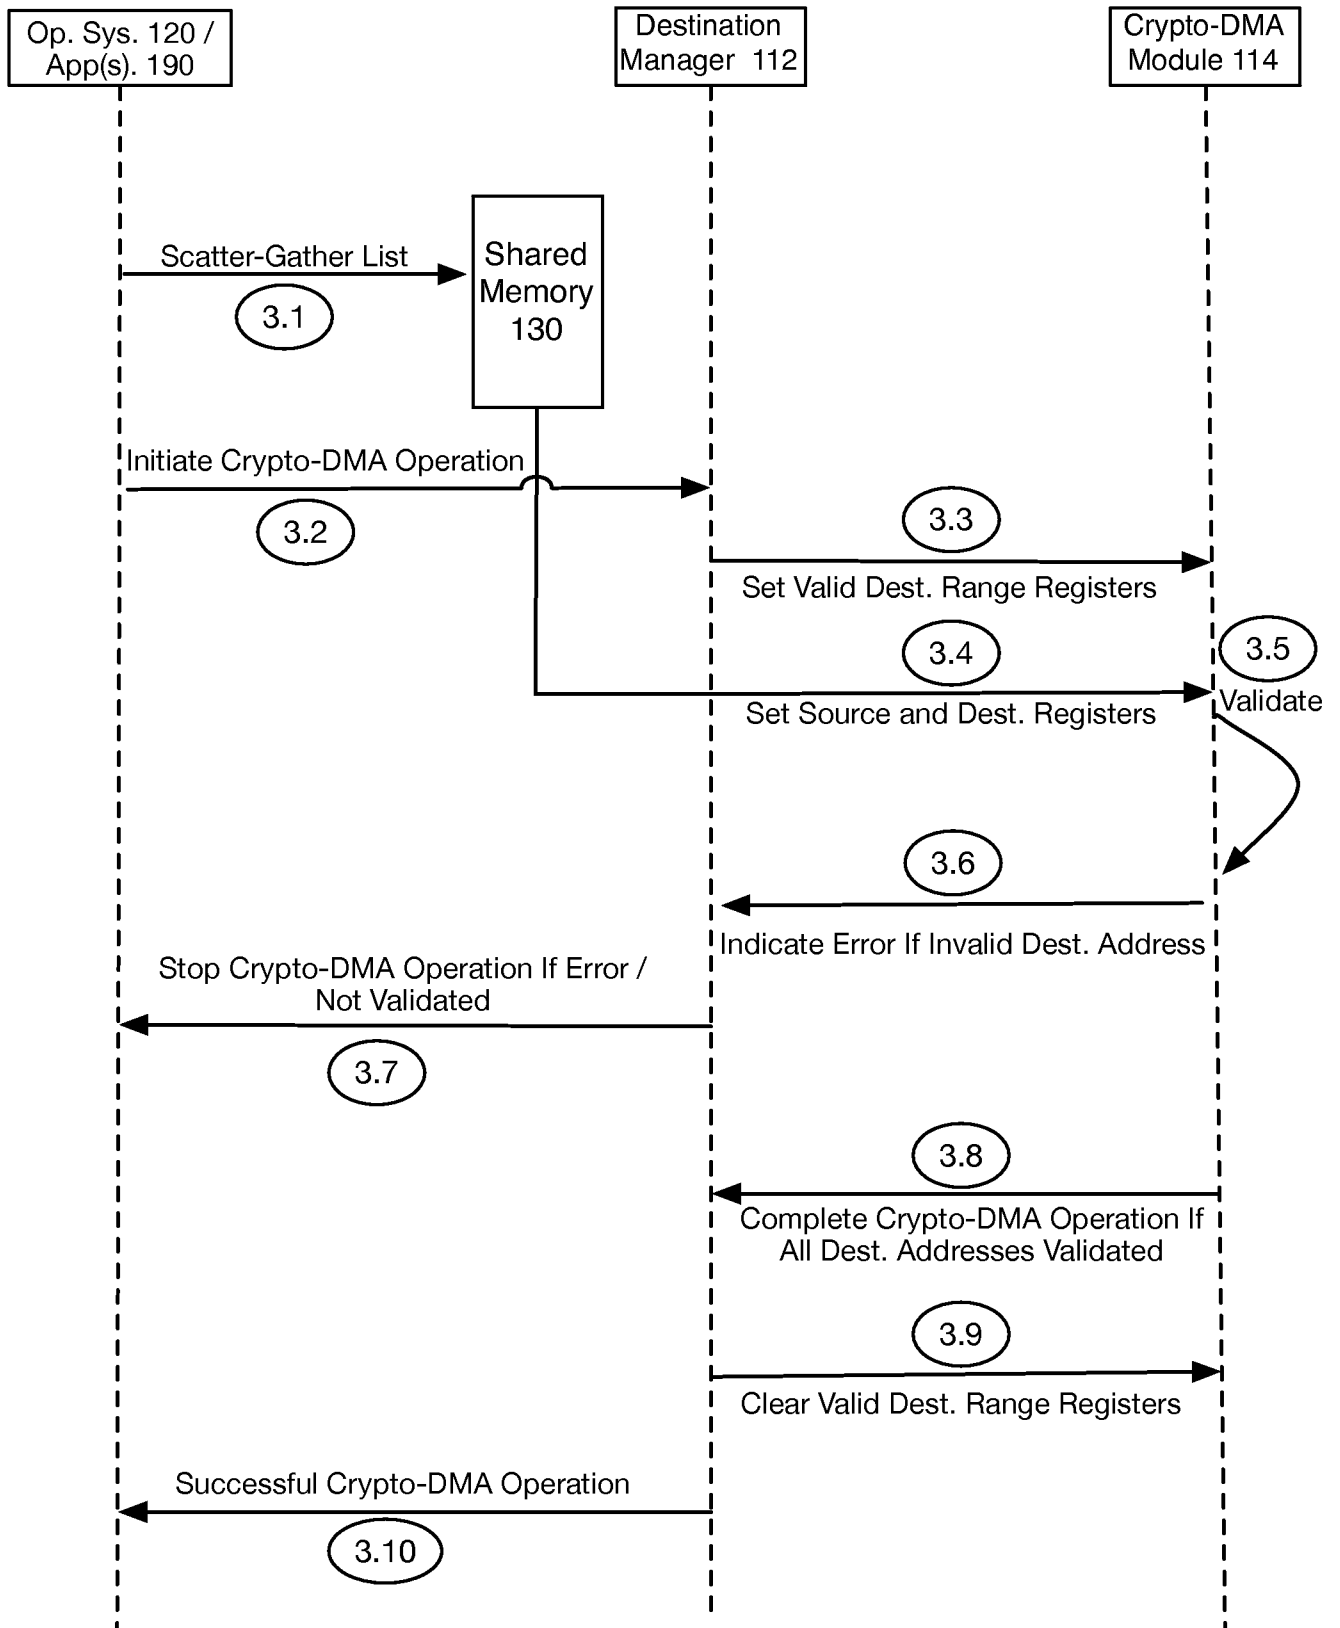 Op. Sys. 120 /
App(s). 190
Destination
Manager 112
Crypto-DMA
Module 114
Scatter-Gather List
3.1
Shared
Memory
130
Initiate Crypto-DMA Operation
3.2
3.3
Set Valid Dest. Range Registers
3.4
Set Source and Dest. Registers
3.5
Validate
3.6
Indicate Error If Invalid Dest. Address
Stop Crypto-DMA Operation If Error /
Not Validated
3.7
3.8
Complete Crypto-DMA Operation If
All Dest. Addresses Validated
3.9
Clear Valid Dest. Range Registers
Successful Crypto-DMA Operation
3.10